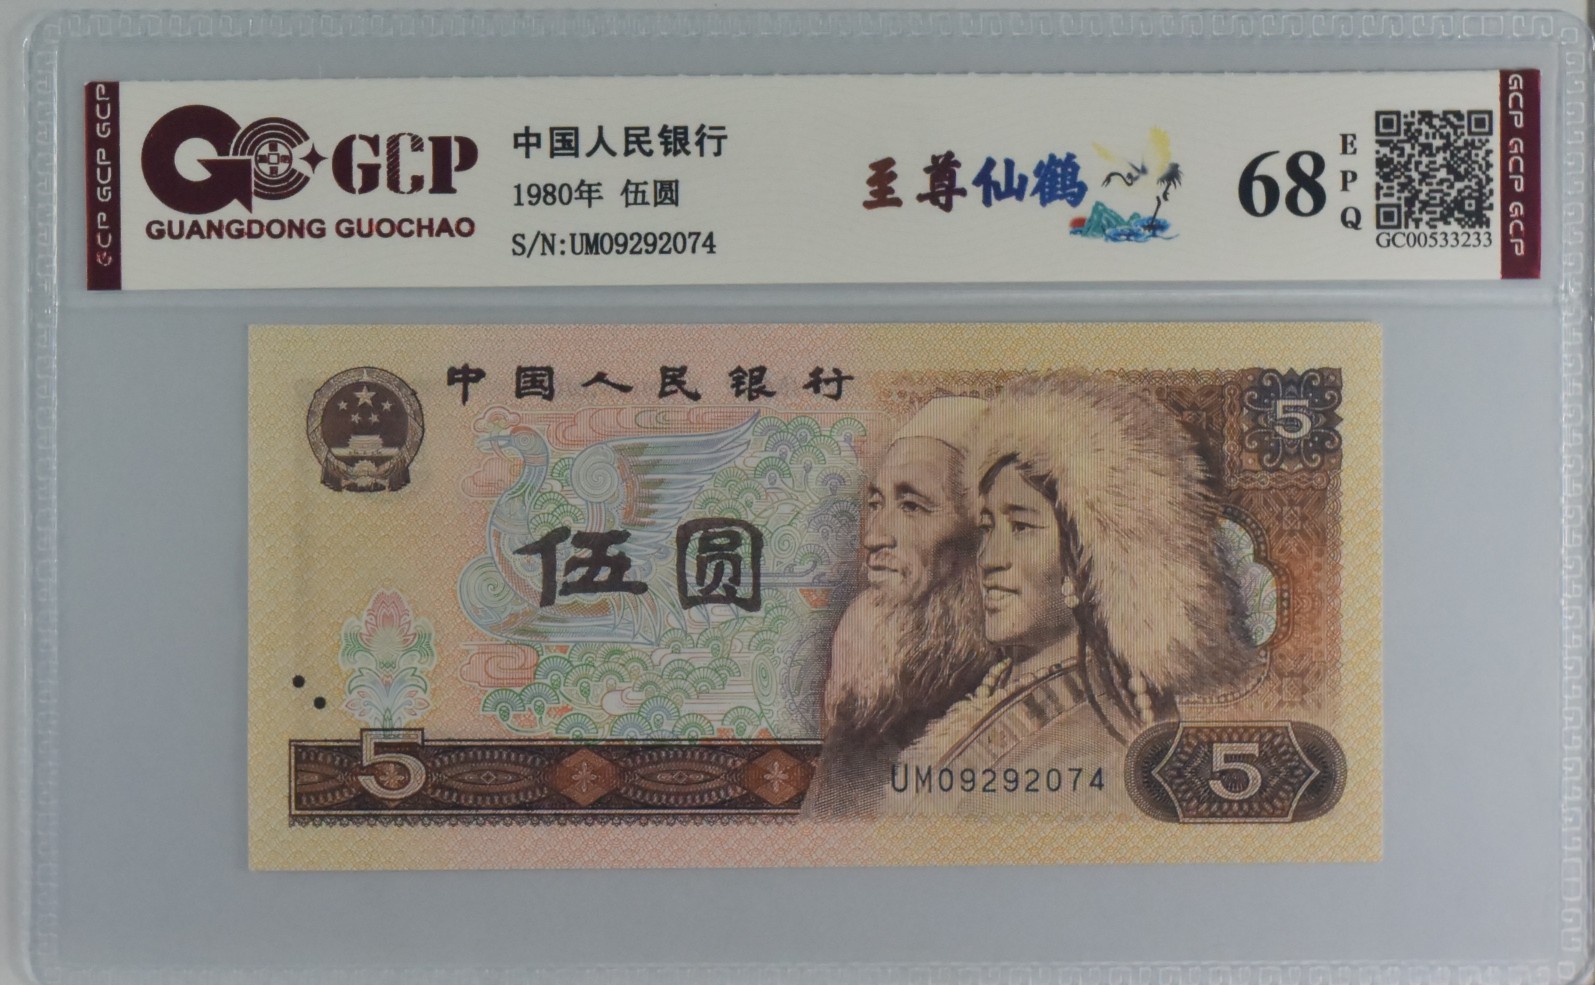 GCP
GUANGDONG GUOCHAO
中国人民银行
1980年 伍圆
S/N:UM09292074
至尊仙鹤
68
EPQ
GC00533233
GCP GCP GCP
GCP GCP GCP
中国人民银行
5
伍圆
5
UM09292074
5